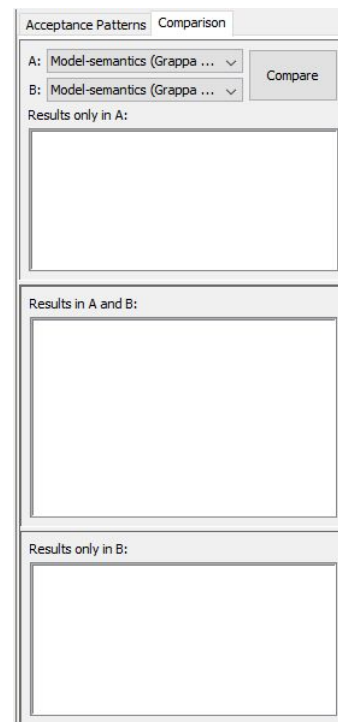 Acceptance Patterns Comparison
A: Model-semantics (Grappa ...
Compare
B: Model-semantics (Grappa ...
Results only in A:
Results in A and B:
Results only in B: